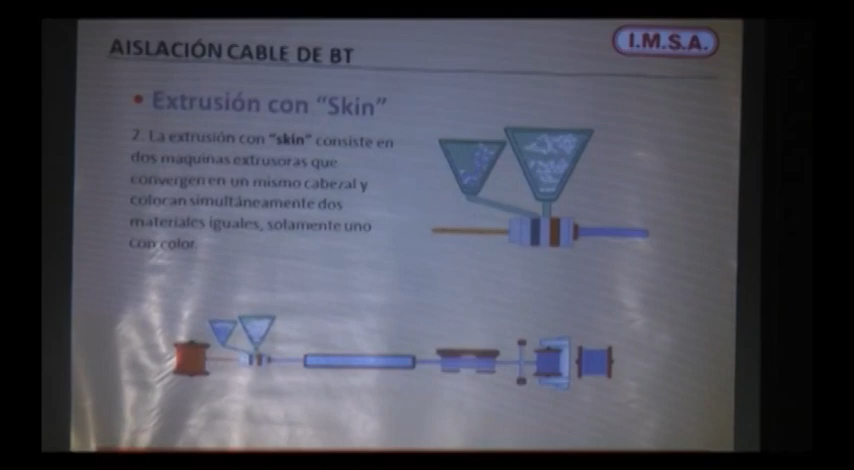 AISLACIÓN CABLE DE BT
I.M.S.A.
• Extrusión con “Skin”
2. La extrusión con “skin” consiste en
dos maquinas extrusoras que
convergen en un mismo cabezal y
colocan simultáneamente dos
materiales iguales, solamente uno
con color.